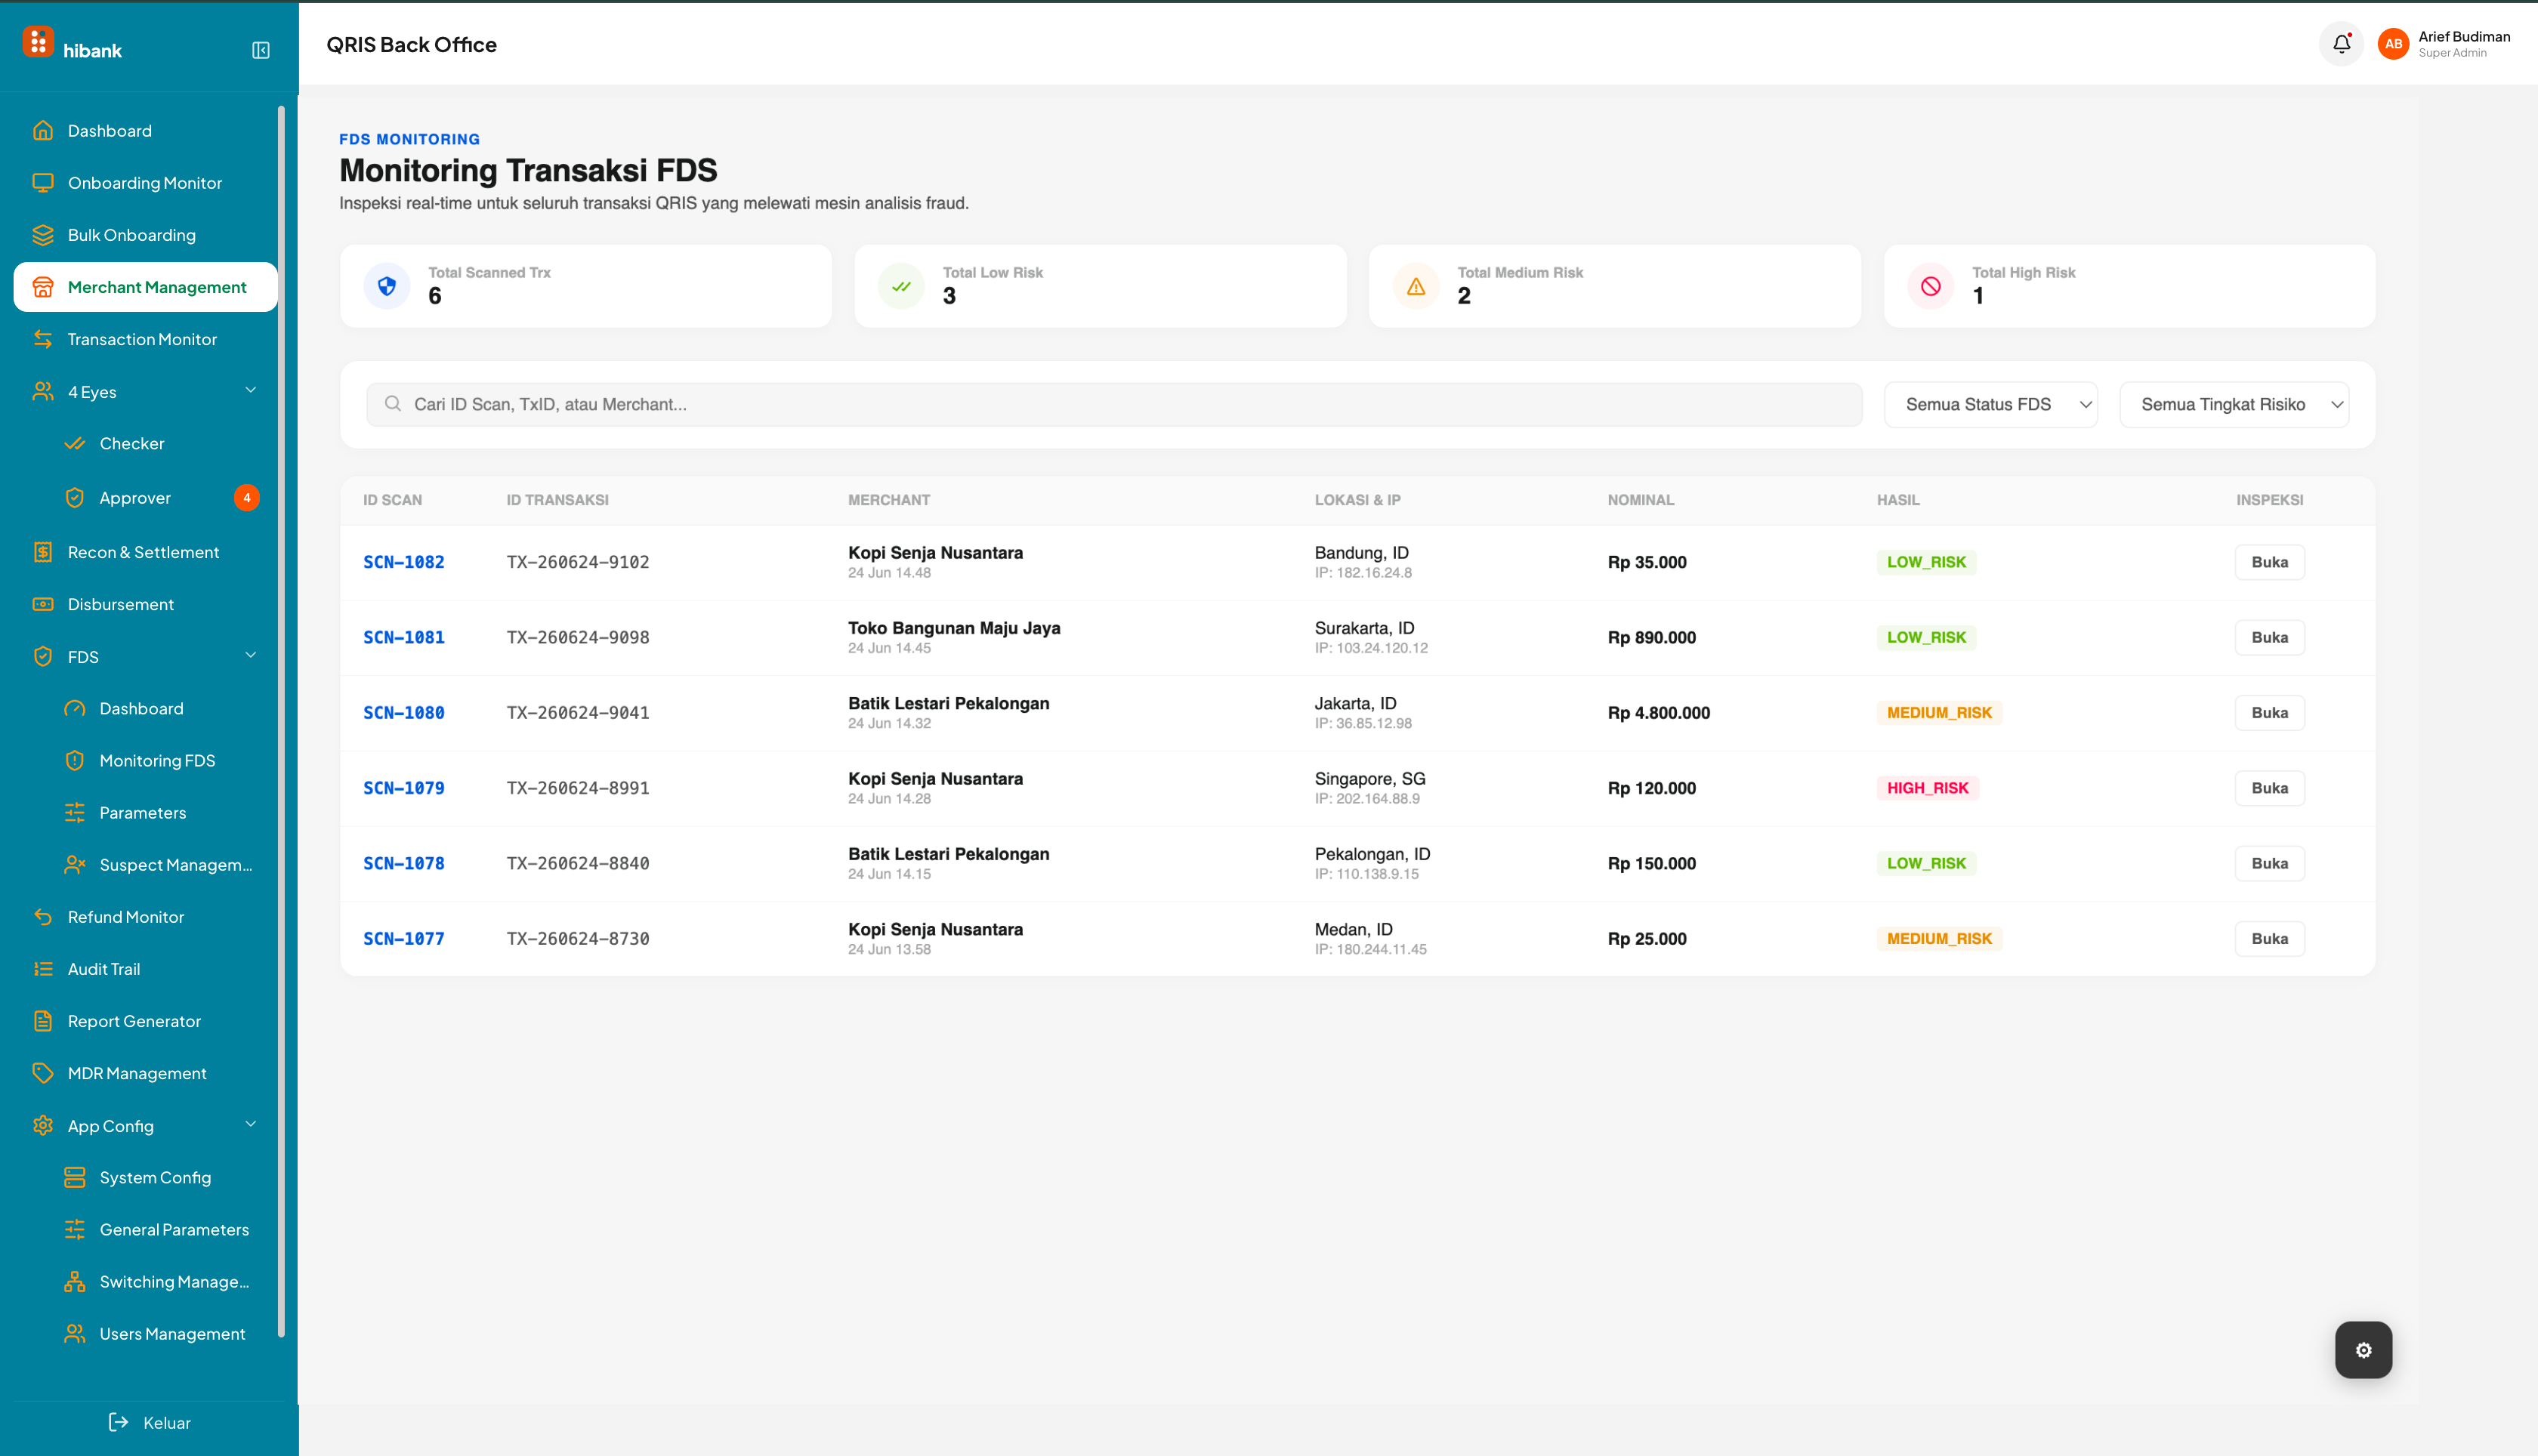 hibank
QRIS Back Office
AB
Arief Budiman
Super Admin
Dashboard
Onboarding Monitor
Bulk Onboarding
Merchant Management
Transaction Monitor
4 Eyes
Checker
Approver
4
Recon & Settlement
Disbursement
FDS
Dashboard
Monitoring FDS
Parameters
Suspect Managem...
Refund Monitor
Audit Trail
Report Generator
MDR Management
App Config
System Config
General Parameters
Switching Manage...
Users Management
Keluar
FDS MONITORING
Monitoring Transaksi FDS
Inspeksi real-time untuk seluruh transaksi QRIS yang melewati mesin analisis fraud.
Total Scanned Trx
6
Total Low Risk
3
Total Medium Risk
2
Total High Risk
1
Cari ID Scan, TxID, atau Merchant...
Semua Status FDS
Semua Tingkat Risiko
ID SCAN ID TRANSAKSI MERCHANT LOKASI & IP NOMINAL HASIL INSPEKSI
SCN-1082 TX-260624-9102 Kopi Senja Nusantara Bandung, ID Rp 35.000 LOW_RISK Buka
24 Jun 14.48 IP: 182.16.24.8
SCN-1081 TX-260624-9098 Toko Bangunan Maju Jaya Surakarta, ID Rp 890.000 LOW_RISK Buka
24 Jun 14.45 IP: 103.24.120.12
SCN-1080 TX-260624-9041 Batik Lestari Pekalongan Jakarta, ID Rp 4.800.000 MEDIUM_RISK Buka
24 Jun 14.32 IP: 36.85.12.98
SCN-1079 TX-260624-8991 Kopi Senja Nusantara Singapore, SG Rp 120.000 HIGH_RISK Buka
24 Jun 14.28 IP: 202.164.88.9
SCN-1078 TX-260624-8840 Batik Lestari Pekalongan Pekalongan, ID Rp 150.000 LOW_RISK Buka
24 Jun 14.15 IP: 110.138.9.15
SCN-1077 TX-260624-8730 Kopi Senja Nusantara Medan, ID Rp 25.000 MEDIUM_RISK Buka
24 Jun 13.58 IP: 180.244.11.45